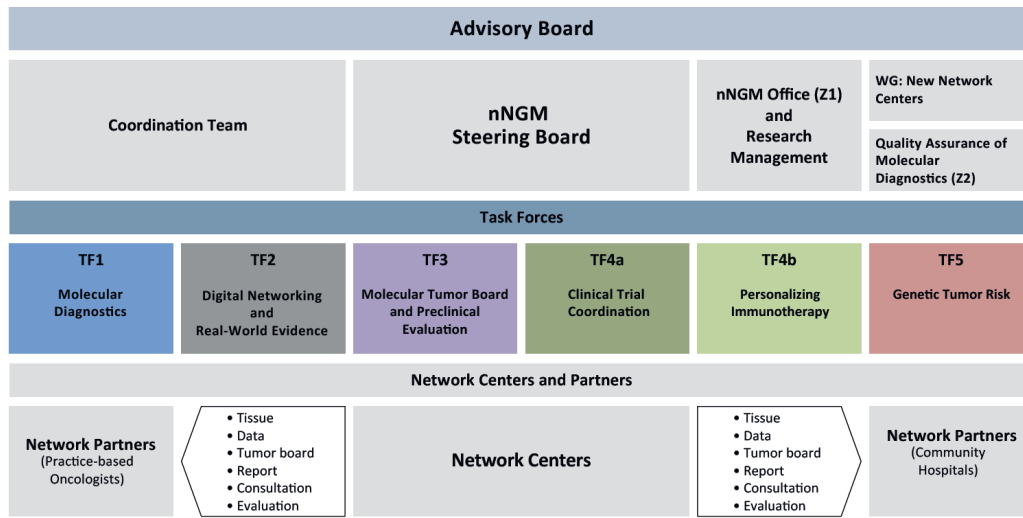 Advisory Board
Coordination Team
nNGM
Steering Board
nNGM Office (Z1)
and
Research
Management
WG: New Network
Centers
Quality Assurance of
Molecular
Diagnostics (Z2)
Task Forces
TF1
Molecular
Diagnostics
TF2
Digital Networking
and
Real-World Evidence
TF3
Molecular Tumor Board
and Preclinical
Evaluation
TF4a
Clinical Trial
Coordination
TF4b
Personalizing
Immunotherapy
TF5
Genetic Tumor Risk
Network Centers and Partners
Network Partners
(Practice-based
Oncologists)
• Tissue
• Data
• Tumor board
• Report
• Consultation
• Evaluation
Network Centers
• Tissue
• Data
• Tumor board
• Report
• Consultation
• Evaluation
Network Partners
(Community
Hospitals)